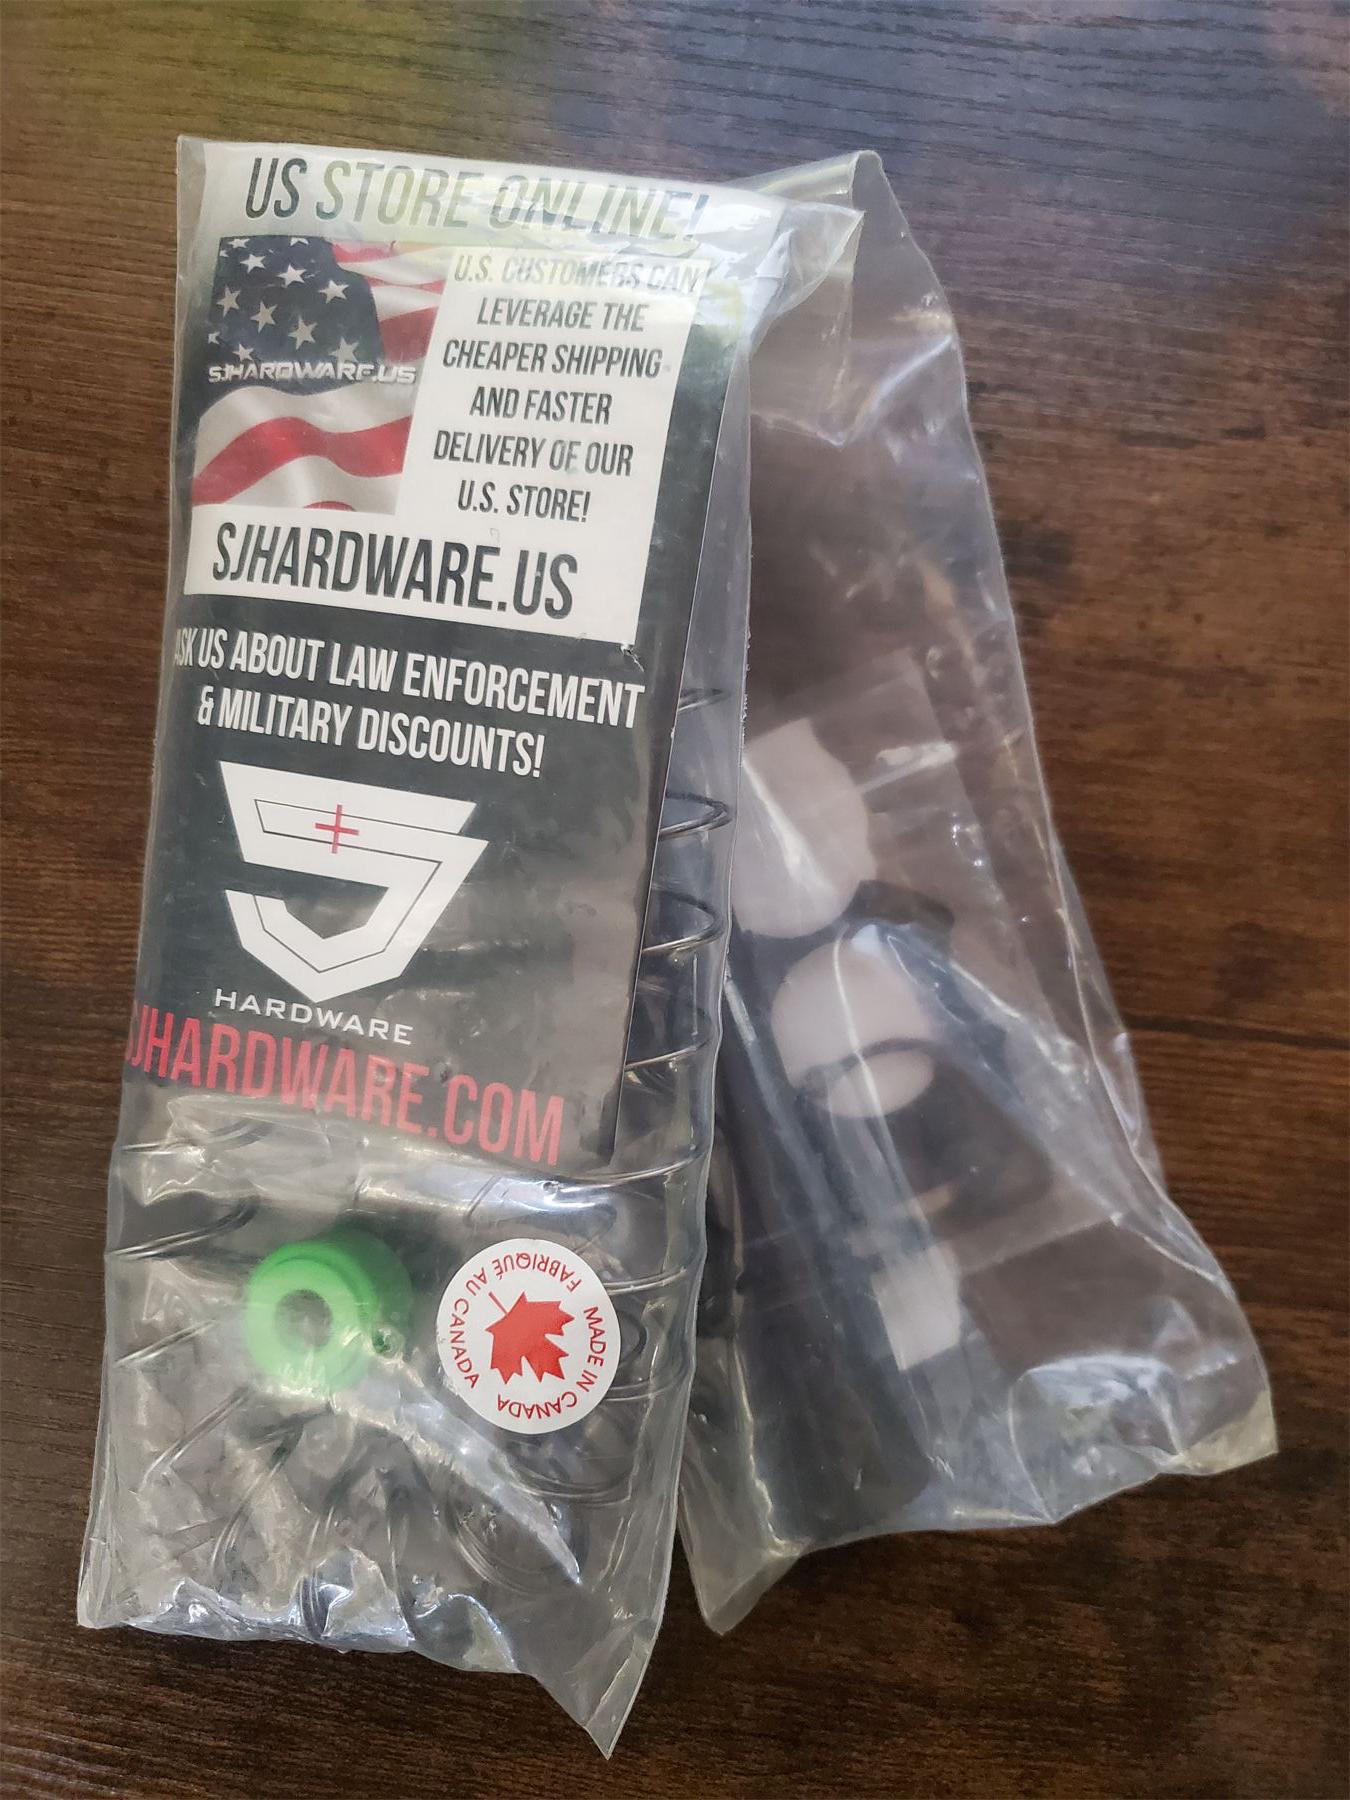 US STORE ONLINE!
SJHARDWARE.US
U.S. CUSTOMERS CAN
LEVERAGE THE
CHEAPER SHIPPING
AND FASTER
DELIVERY OF OUR
U.S. STORE!
SJHARDWARE.US
ASK US ABOUT LAW ENFORCEMENT
& MILITARY DISCOUNTS!
SJ
HARDWARE
SJHARDWARE.COM
MADE IN CANADA
FABRIQUÉ AU CANADA